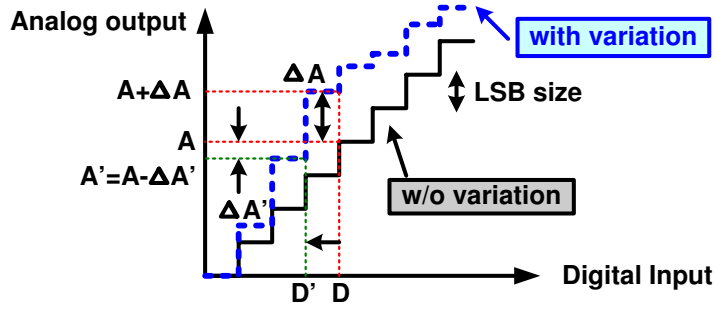 Analog output
with variation
ΔA
A+ΔA
LSB size
A
A'=A-ΔA'
w/o variation
ΔA'
Digital Input
D' D